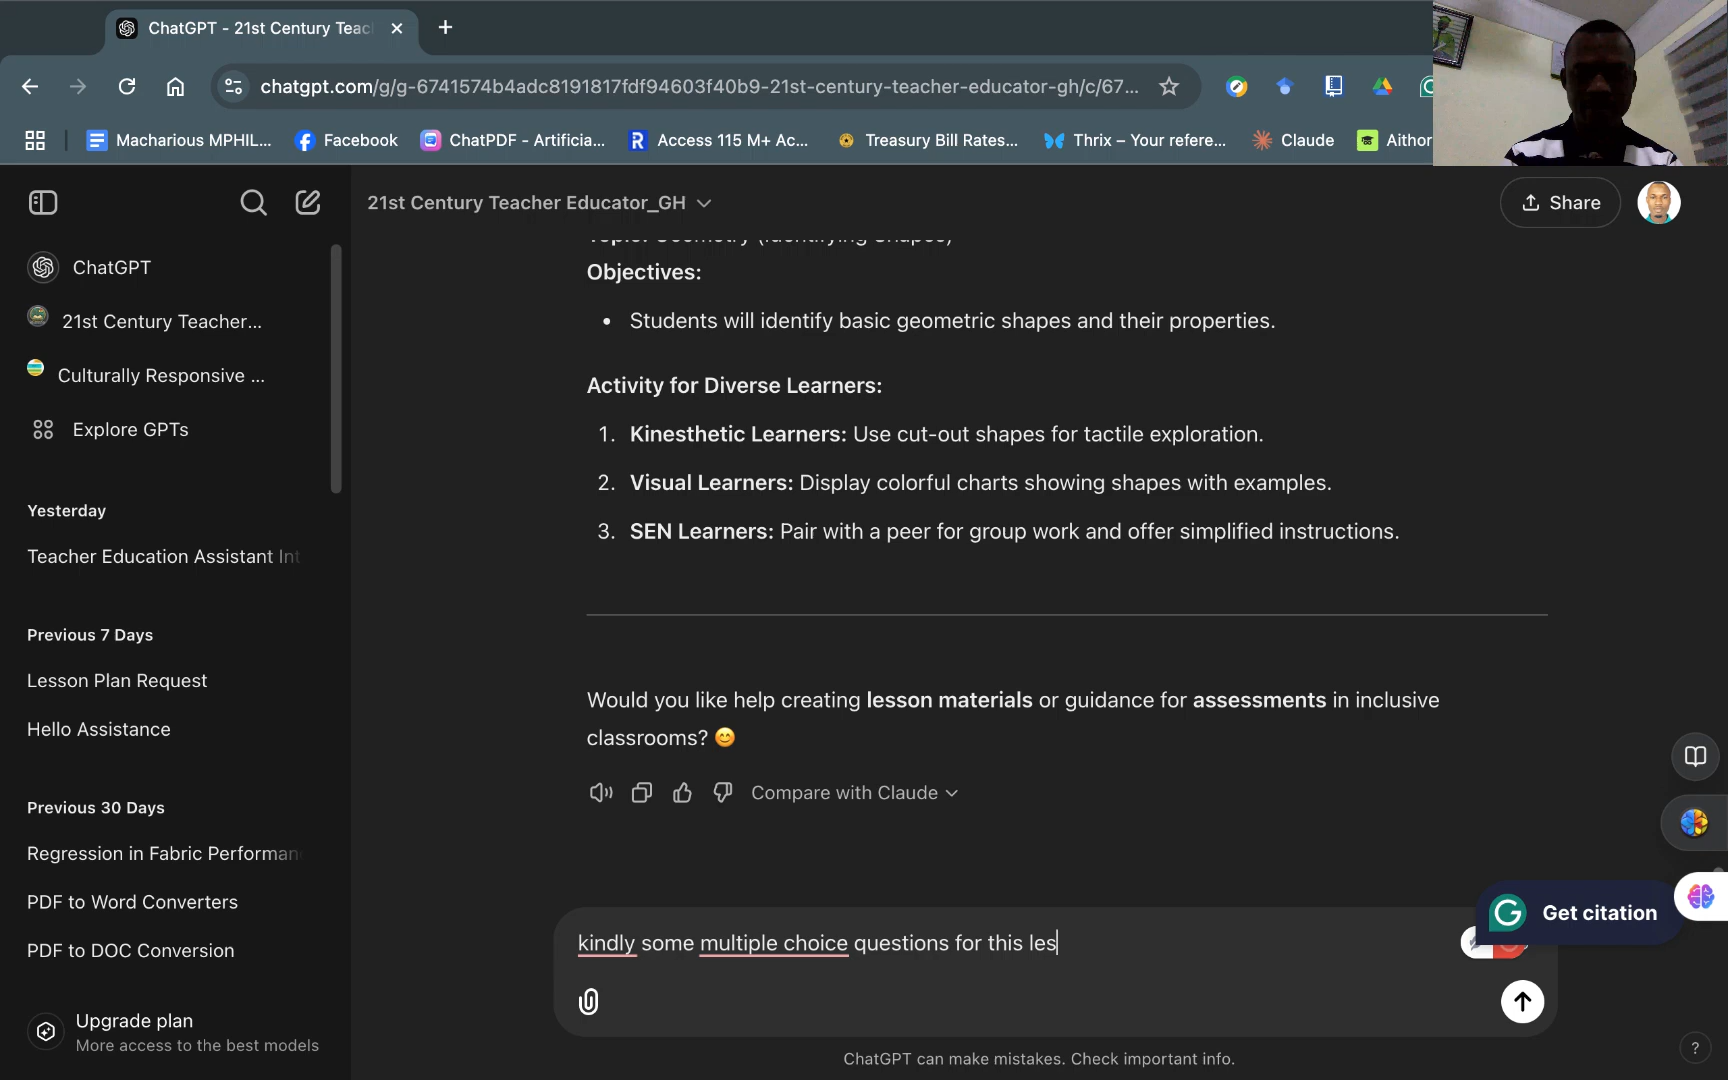 ChatGPT - 21st Century Teac
chatgpt.com/g/g-6741574b4adc8191817fdf94603f40b9-21st-century-teacher-educator-gh/c/67...
Macharious MPHIL... Facebook ChatPDF - Artificia... Access 115 M+ Ac... Treasury Bill Rates... Thrix – Your refere... Claude Aithor
21st Century Teacher Educator_GH
Share
ChatGPT
21st Century Teacher...
Culturally Responsive ...
Explore GPTs
Yesterday
Teacher Education Assistant Int
Previous 7 Days
Lesson Plan Request
Hello Assistance
Previous 30 Days
Regression in Fabric Performan
PDF to Word Converters
PDF to DOC Conversion
Upgrade plan
More access to the best models
Topic: Geometry (Identifying Shapes)
Objectives:
• Students will identify basic geometric shapes and their properties.
Activity for Diverse Learners:
1. Kinesthetic Learners: Use cut-out shapes for tactile exploration.
2. Visual Learners: Display colorful charts showing shapes with examples.
3. SEN Learners: Pair with a peer for group work and offer simplified instructions.
Would you like help creating lesson materials or guidance for assessments in inclusive
classrooms? 😊
Compare with Claude
Get citation
kindly some multiple choice questions for this les
ChatGPT can make mistakes. Check important info.
?